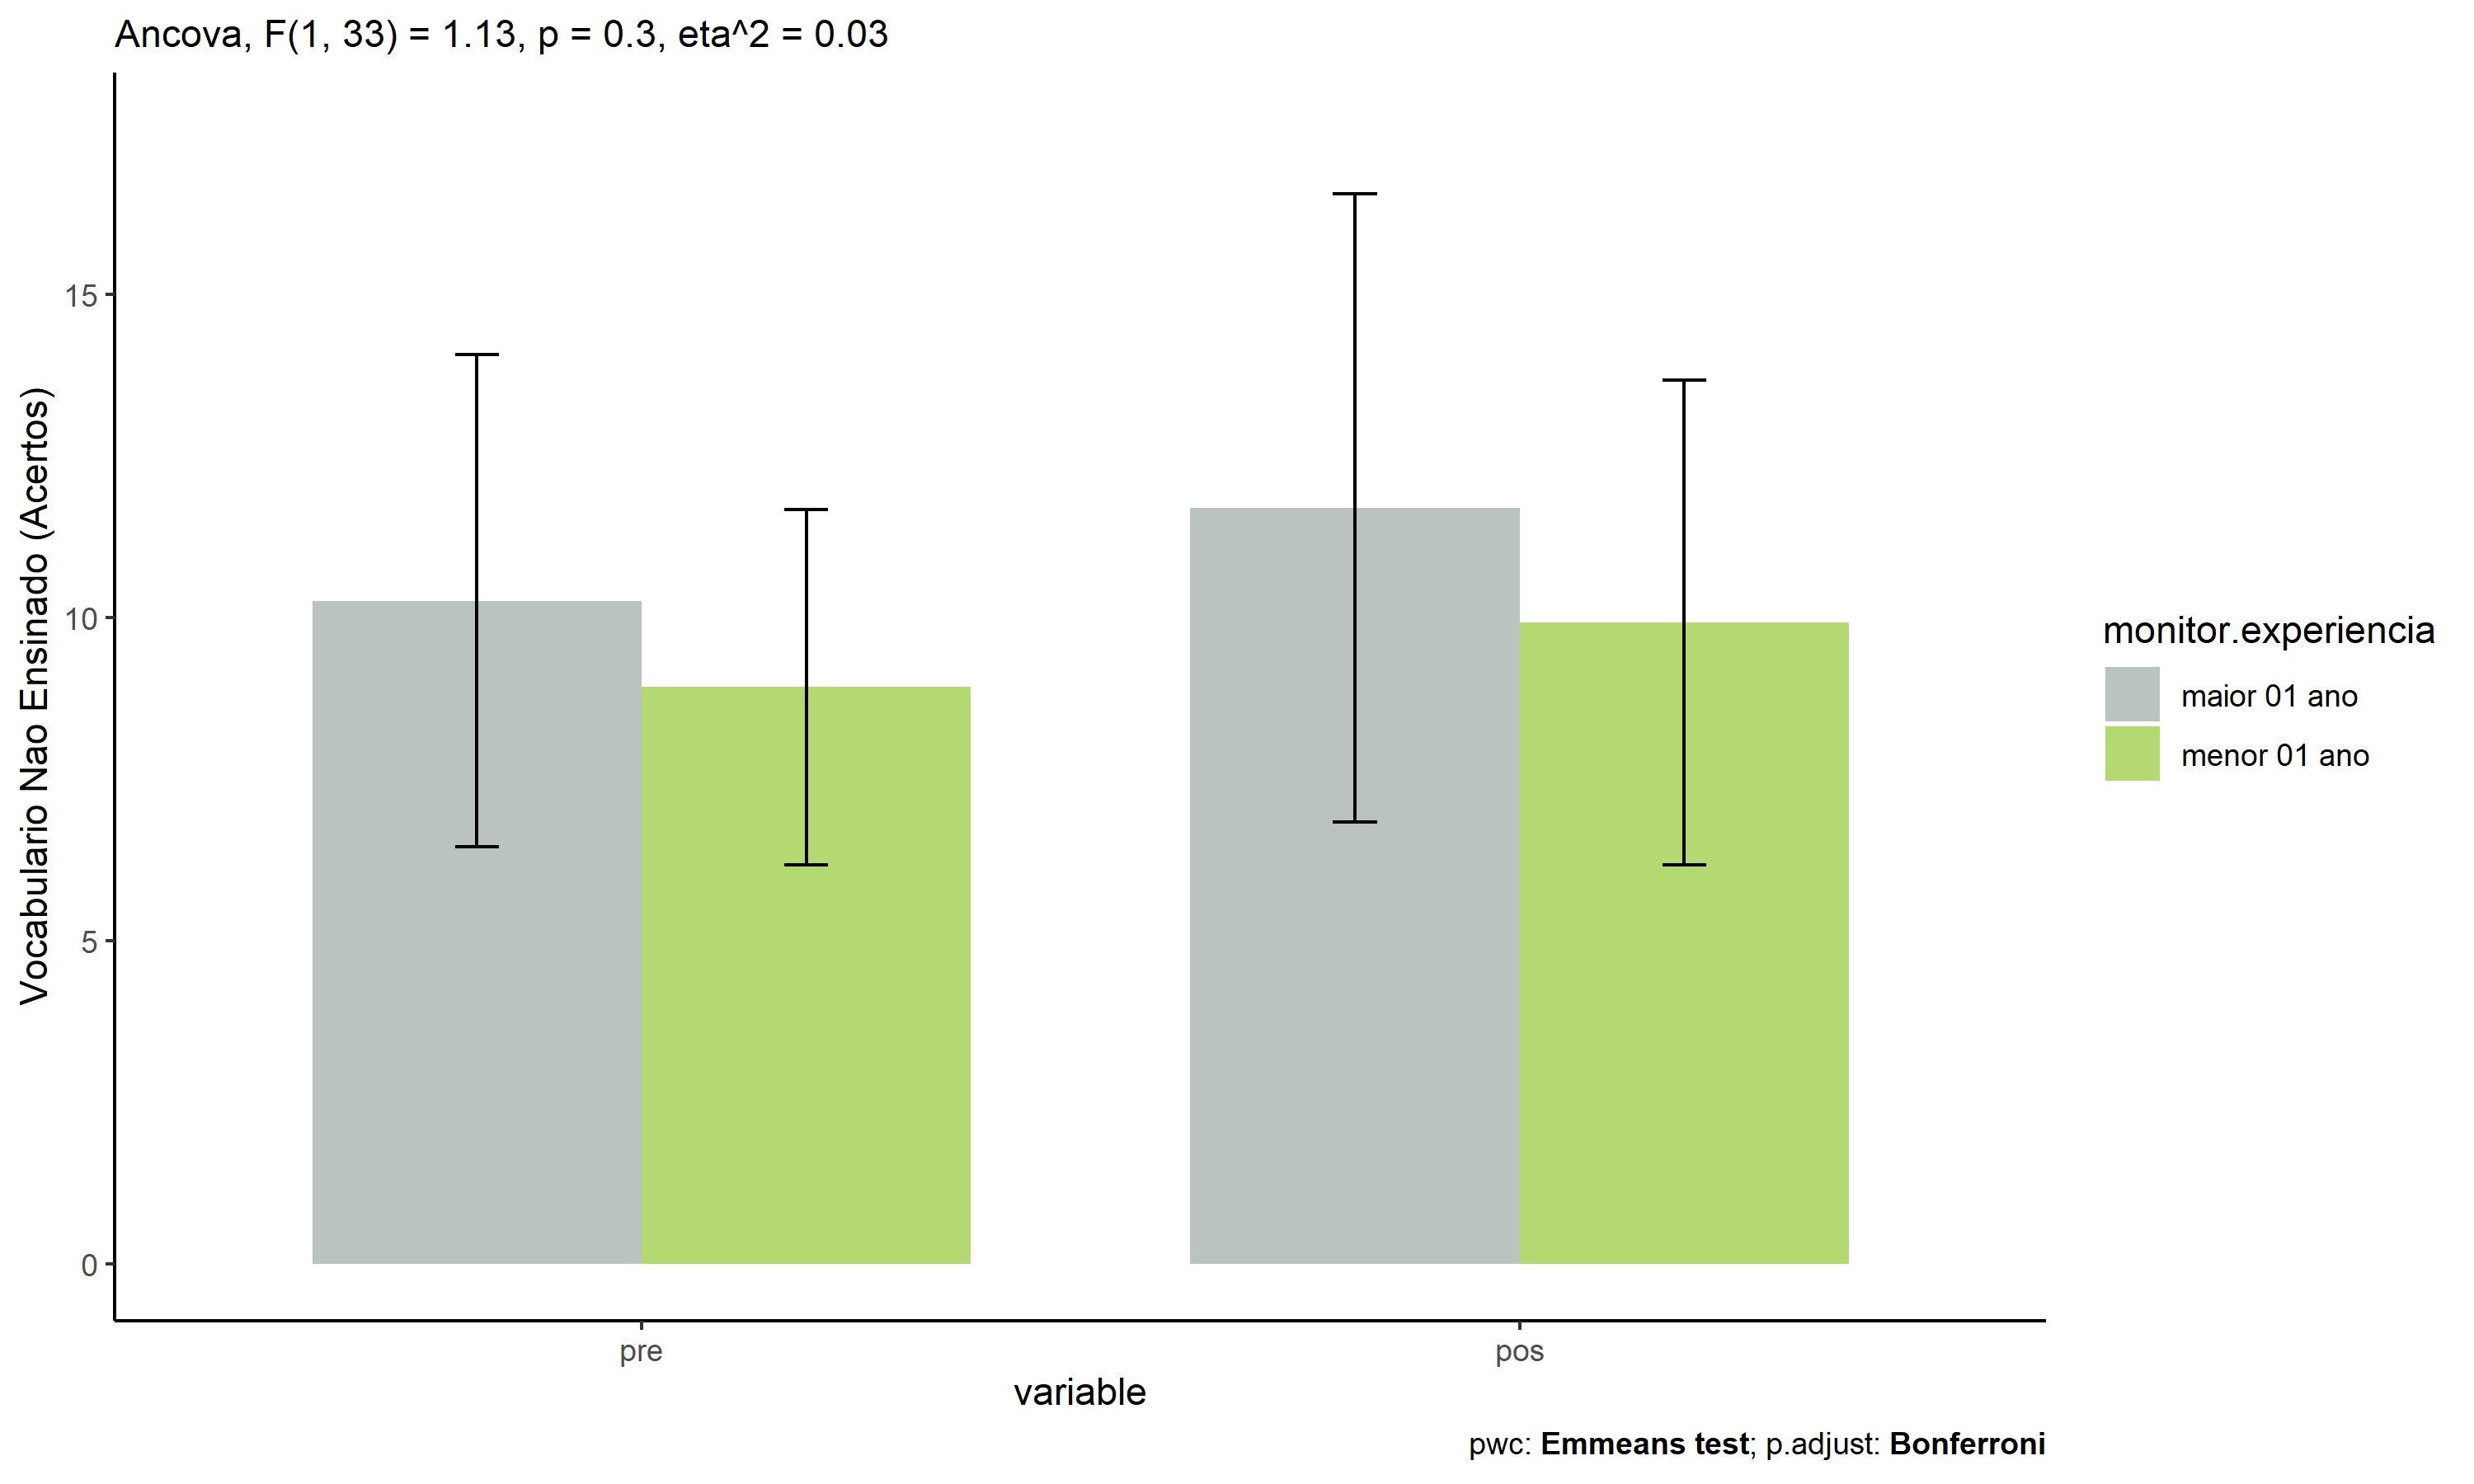 Ancova, F(1, 33) = 1.13, p = 0.3, eta^2 = 0.03
Vocabulario Nao Ensinado (Acertos)
15
10
5
0
pre
pos
variable
monitor.experiencia
maior 01 ano
menor 01 ano
pwc: Emmeans test; p.adjust: Bonferroni